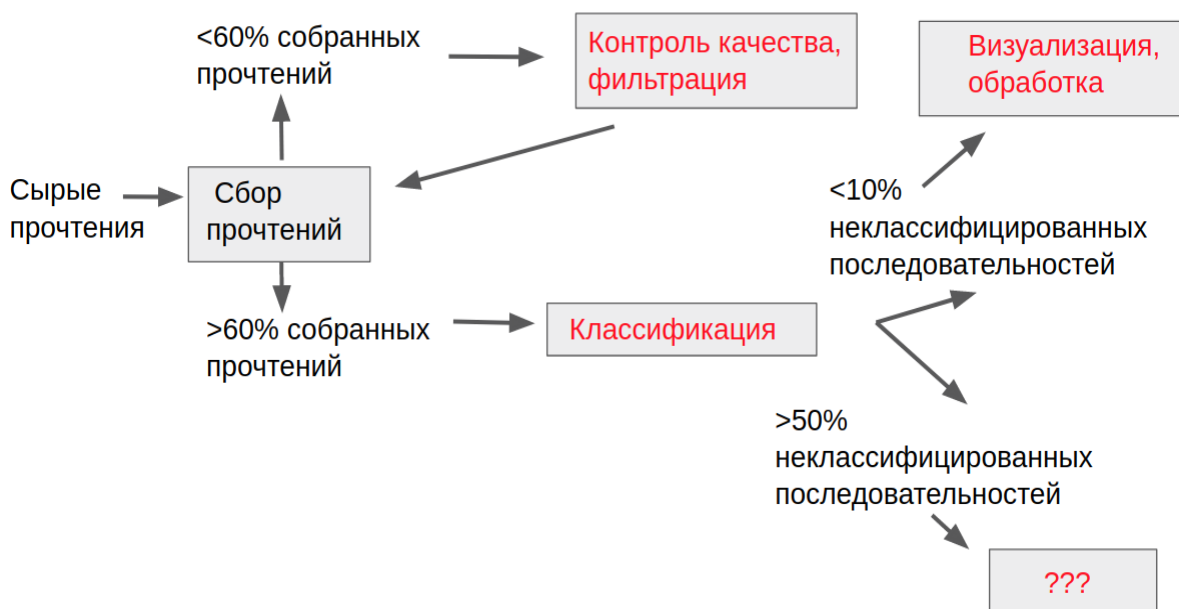 <60% собранных
прочтений
Контроль качества,
фильтрация
Визуализация,
обработка
Сырые
прочтения
Сбор
прочтений
<10%
неклассифицированных
последовательностей
>60% собранных
прочтений
Классификация
>50%
неклассифицированных
последовательностей
???